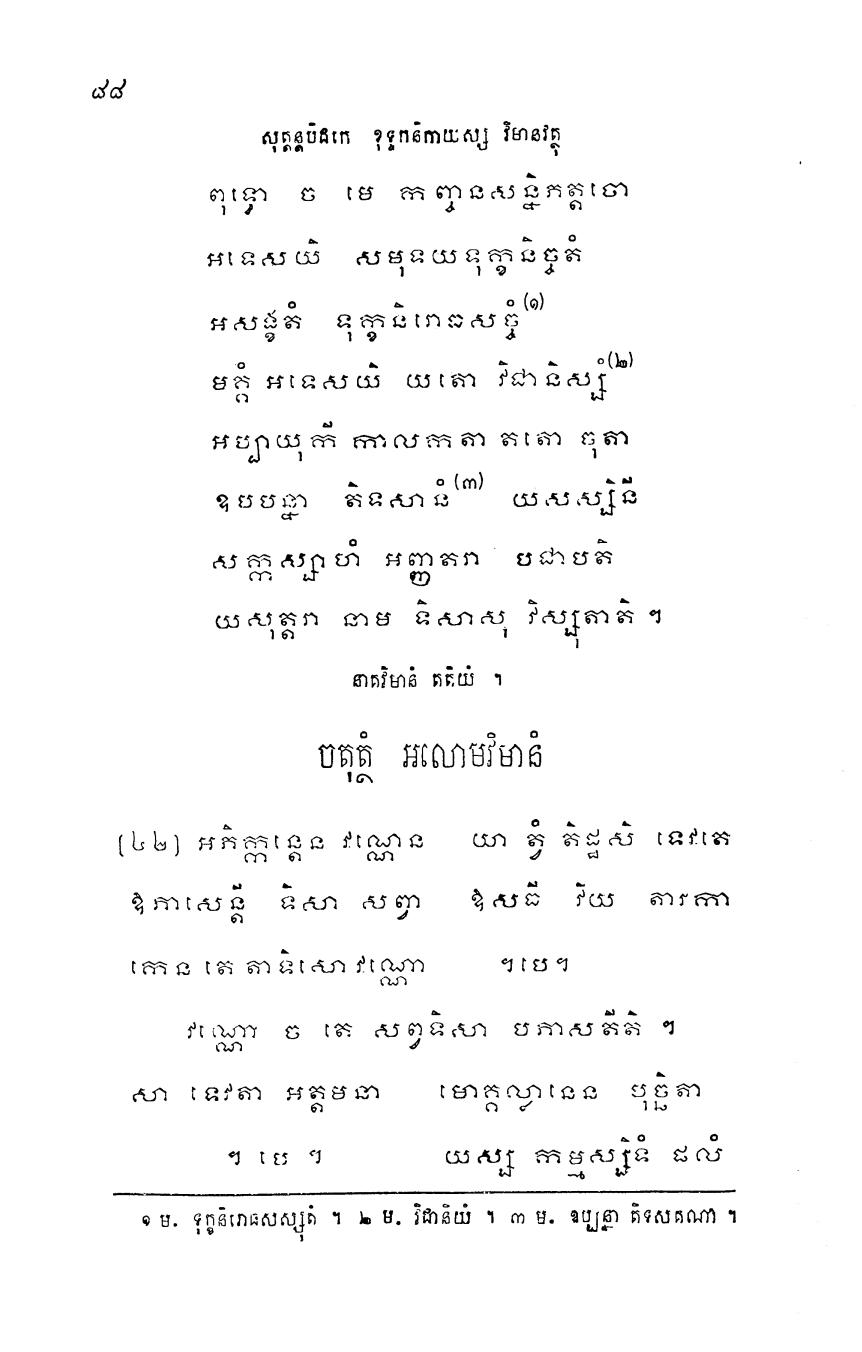 ៨៨
សុត្តន្តបិដកេ ខុទ្ទកនិកាយស្ស វិមានវត្ថុ
ពុទ្ធោ ច មេ កញ្ចនសន្និភត្តចោ
អទេសយិ សមុទយទុក្ខនិច្ចតំ
អសង្ខតំ ទុក្ខនិរោធសច្ចំ(១)
មគ្គំ អទេសយិ យតោ វិជានិស្សំ(២)
អប្បាយុកី កាលកតា តតោ ចុតា
ឧបបន្នា តិទសានំ(៣) យសស្សិនី
សក្កស្សាហំ អញ្ញតរា បជាបតិ
យសុត្តរា នាម ទិសាសុ វិស្សុតាតិ ។
នាគវិមានំ តតិយំ ។
ចតុត្ថំ អលោមវិមានំ
[៤២] អភិក្កន្តេន វណ្ណេន យា ត្វំ តិដ្ឋសិ ទេវតេ
ឱភាសេន្តី ទិសា សព្វា ឱសធី វិយ តារកា
កេន តេ តាទិសោ វណ្ណោ ។បេ។
វណ្ណោ ច តេ សព្វទិសា បភាសតីតិ ។
សា ទេវតា អត្តមនា មោគ្គល្លានេន បុច្ឆិតា
។ បេ ។ យស្ស កម្មស្សិទំ ផលំ
១ ម. ទុក្ខនិរោធសស្សតំ ។ ២ ម. វិជានិយំ ។ ៣ ម. ឧប្បន្នា តិទសគណា ។